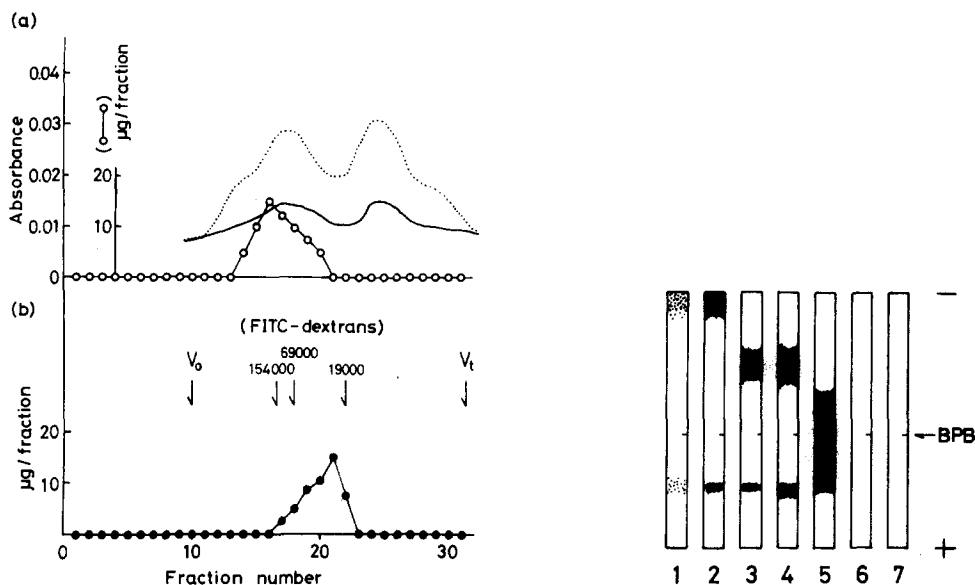 (a)
Absorbance
0.04
0.03
0.02
0.01
0
(○—○)
µg/fraction
20
10
(b)
(FITC-dextrans)
V₀
154000
69000
19000
Vₜ
µg/fraction
20
10
0
10
20
30
Fraction number
−
BPB
+
1 2 3 4 5 6 7